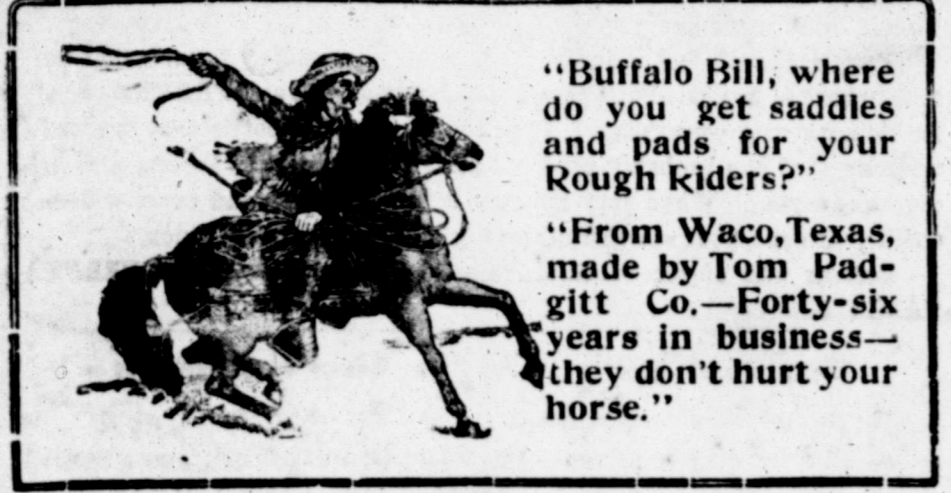 “Buffalo Bill, where
do you get saddles
and pads for your
Rough Riders?”
“From Waco, Texas,
made by Tom Pad-
gitt Co.—Forty-six
years in business—
they don’t hurt your
horse.”